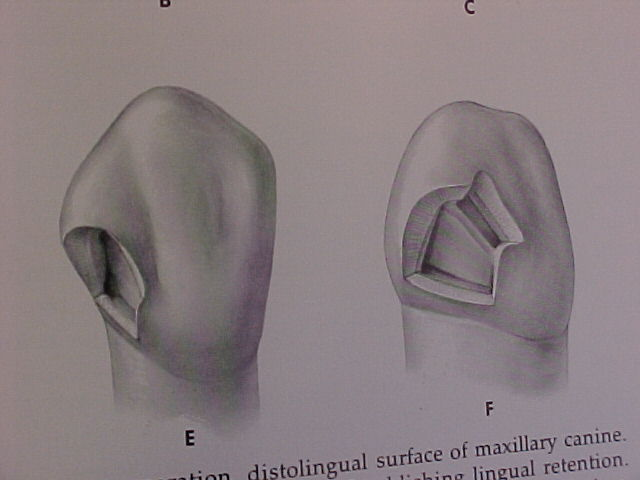 B C
E
F
distolingual surface of maxillary canine.
lingual retention.